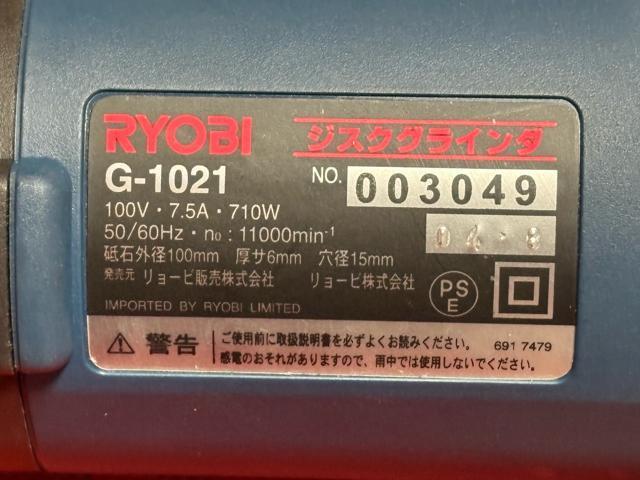 RYOBI ジスクグラインダ
G-1021 NO. 003049
100V・7.5A・710W
50/60Hz・n₀：11000min⁻¹ 04・8
砥石外径100mm 厚サ6mm 穴径15mm
発売元 リョービ販売株式会社 リョービ株式会社
PS
E
IMPORTED BY RYOBI LIMITED
警告
ご使用前に取扱説明書を必ずよくお読みください。
感電のおそれがありますので、雨中では使用しないでください。
691 7479